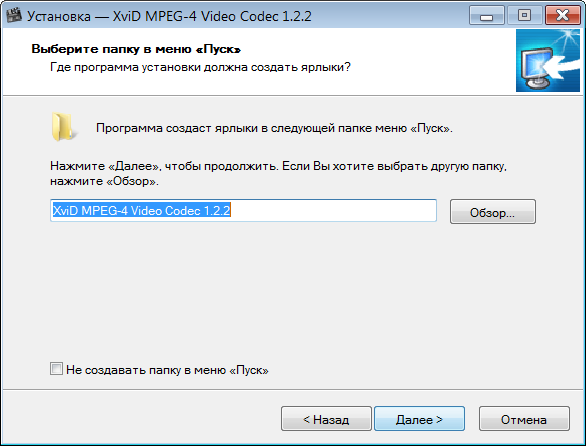 Установка — XviD MPEG-4 Video Codec 1.2.2
Выберите папку в меню «Пуск»
Где программа установки должна создать ярлыки?
Программа создаст ярлыки в следующей папке меню «Пуск».
Нажмите «Далее», чтобы продолжить. Если Вы хотите выбрать другую папку,
нажмите «Обзор».
XviD MPEG-4 Video Codec 1.2.2
Обзор...
Не создавать папку в меню «Пуск»
< Назад
Далее >
Отмена